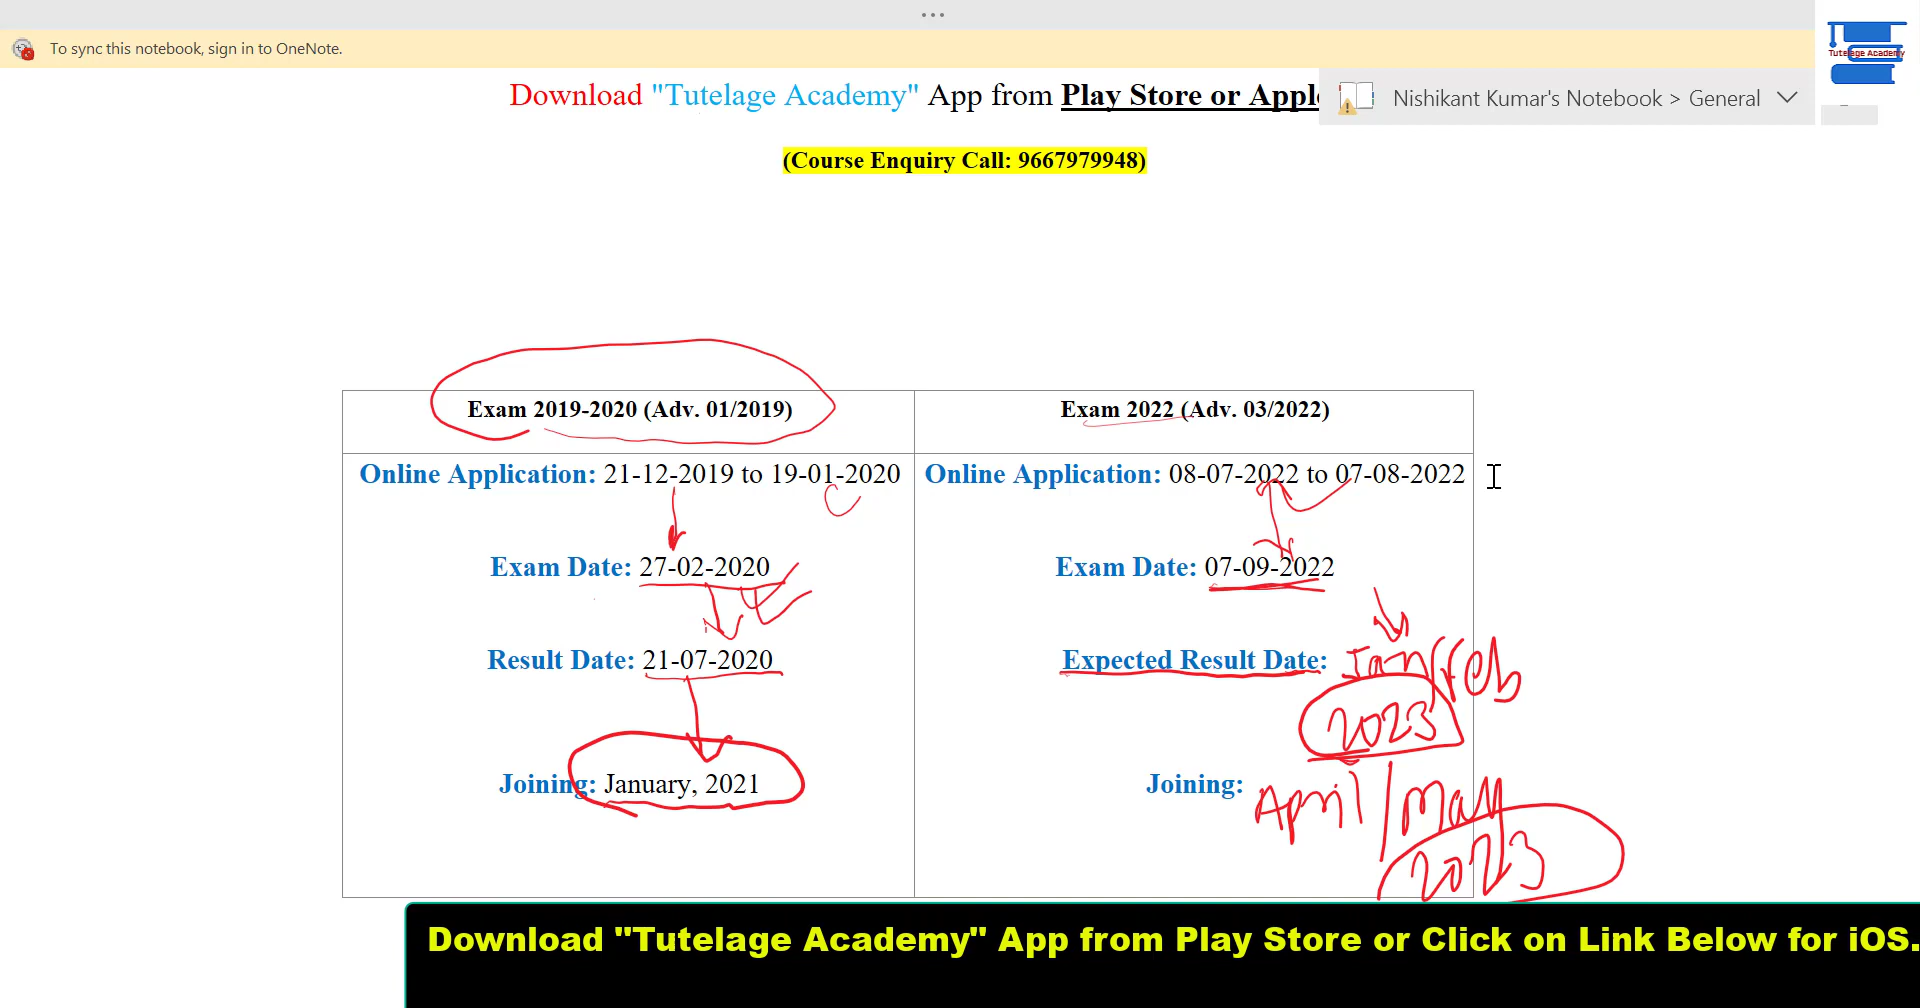 To sync this notebook, sign in to OneNote.
Tutelage Academy
Download "Tutelage Academy" App from Play Store or Apple
Nishikant Kumar's Notebook > General
(Course Enquiry Call: 9667979948)
Exam 2019-2020 (Adv. 01/2019)
Exam 2022 (Adv. 03/2022)
Online Application: 21-12-2019 to 19-01-2020
Online Application: 08-07-2022 to 07-08-2022
Exam Date: 27-02-2020
Exam Date: 07-09-2022
Result Date: 21-07-2020
Expected Result Date: Jan/Feb
2023
Joining: January, 2021
Joining: April/May
2023
Download "Tutelage Academy" App from Play Store or Click on Link Below for iOS.